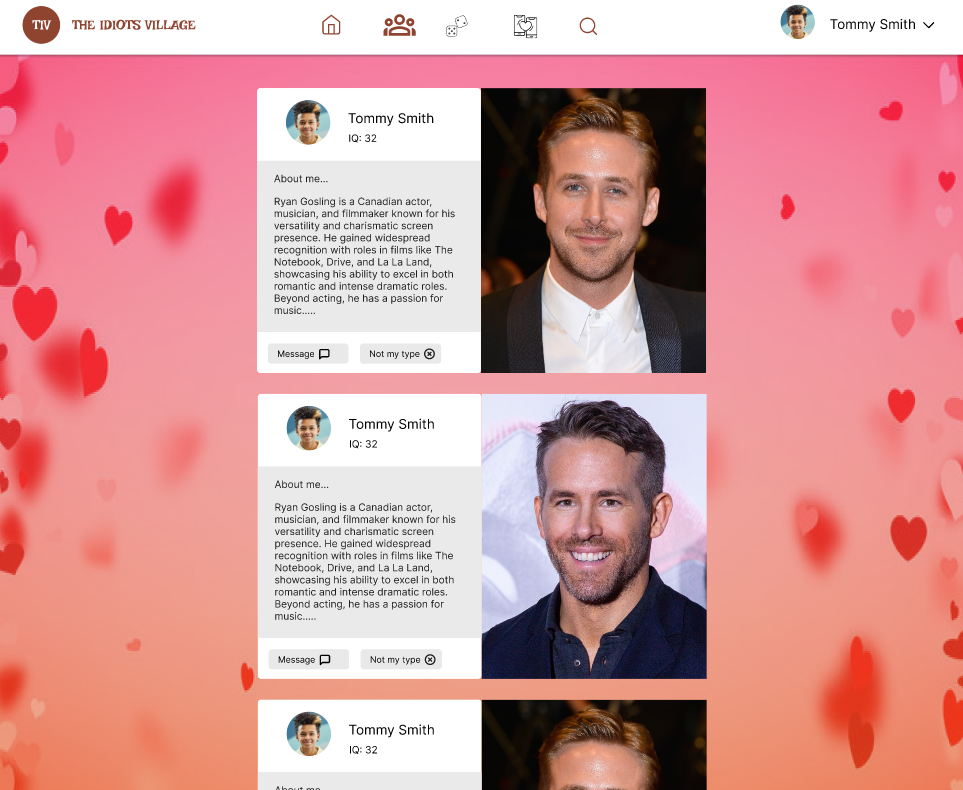 TIV THE IDIOTS VILLAGE
Tommy Smith
Tommy Smith
IQ: 32
About me...
Ryan Gosling is a Canadian actor,
musician, and filmmaker known for his
versatility and charismatic screen
presence. He gained widespread
recognition with roles in films like The
Notebook, Drive, and La La Land,
showcasing his ability to excel in both
romantic and intense dramatic roles.
Beyond acting, he has a passion for
music.....
Message
Not my type
Tommy Smith
IQ: 32
About me...
Ryan Gosling is a Canadian actor,
musician, and filmmaker known for his
versatility and charismatic screen
presence. He gained widespread
recognition with roles in films like The
Notebook, Drive, and La La Land,
showcasing his ability to excel in both
romantic and intense dramatic roles.
Beyond acting, he has a passion for
music.....
Message
Not my type
Tommy Smith
IQ: 32
About me...